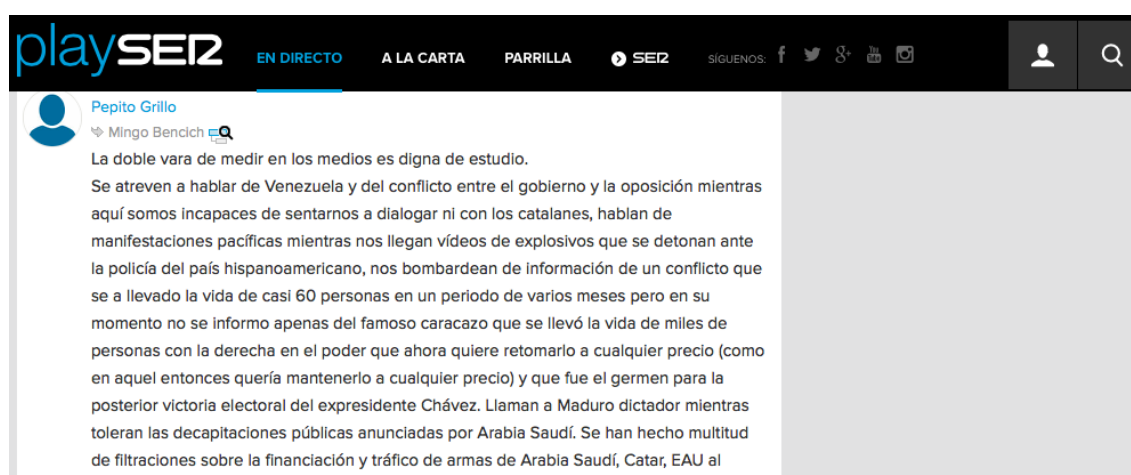 playSER EN DIRECTO A LA CARTA PARRILLA SER SÍGUENOS: f g+ You Tube
Pepito Grillo
Mingo Bencich
La doble vara de medir en los medios es digna de estudio.
Se atreven a hablar de Venezuela y del conflicto entre el gobierno y la oposición mientras
aquí somos incapaces de sentarnos a dialogar ni con los catalanes, hablan de
manifestaciones pacíficas mientras nos llegan vídeos de explosivos que se detonan ante
la policía del país hispanoamericano, nos bombardean de información de un conflicto que
se a llevado la vida de casi 60 personas en un periodo de varios meses pero en su
momento no se informo apenas del famoso caracazo que se llevó la vida de miles de
personas con la derecha en el poder que ahora quiere retomarlo a cualquier precio (como
en aquel entonces quería mantenerlo a cualquier precio) y que fue el germen para la
posterior victoria electoral del expresidente Chávez. Llaman a Maduro dictador mientras
toleran las decapitaciones públicas anunciadas por Arabia Saudí. Se han hecho multitud
de filtraciones sobre la financiación y tráfico de armas de Arabia Saudí, Catar, EAU al